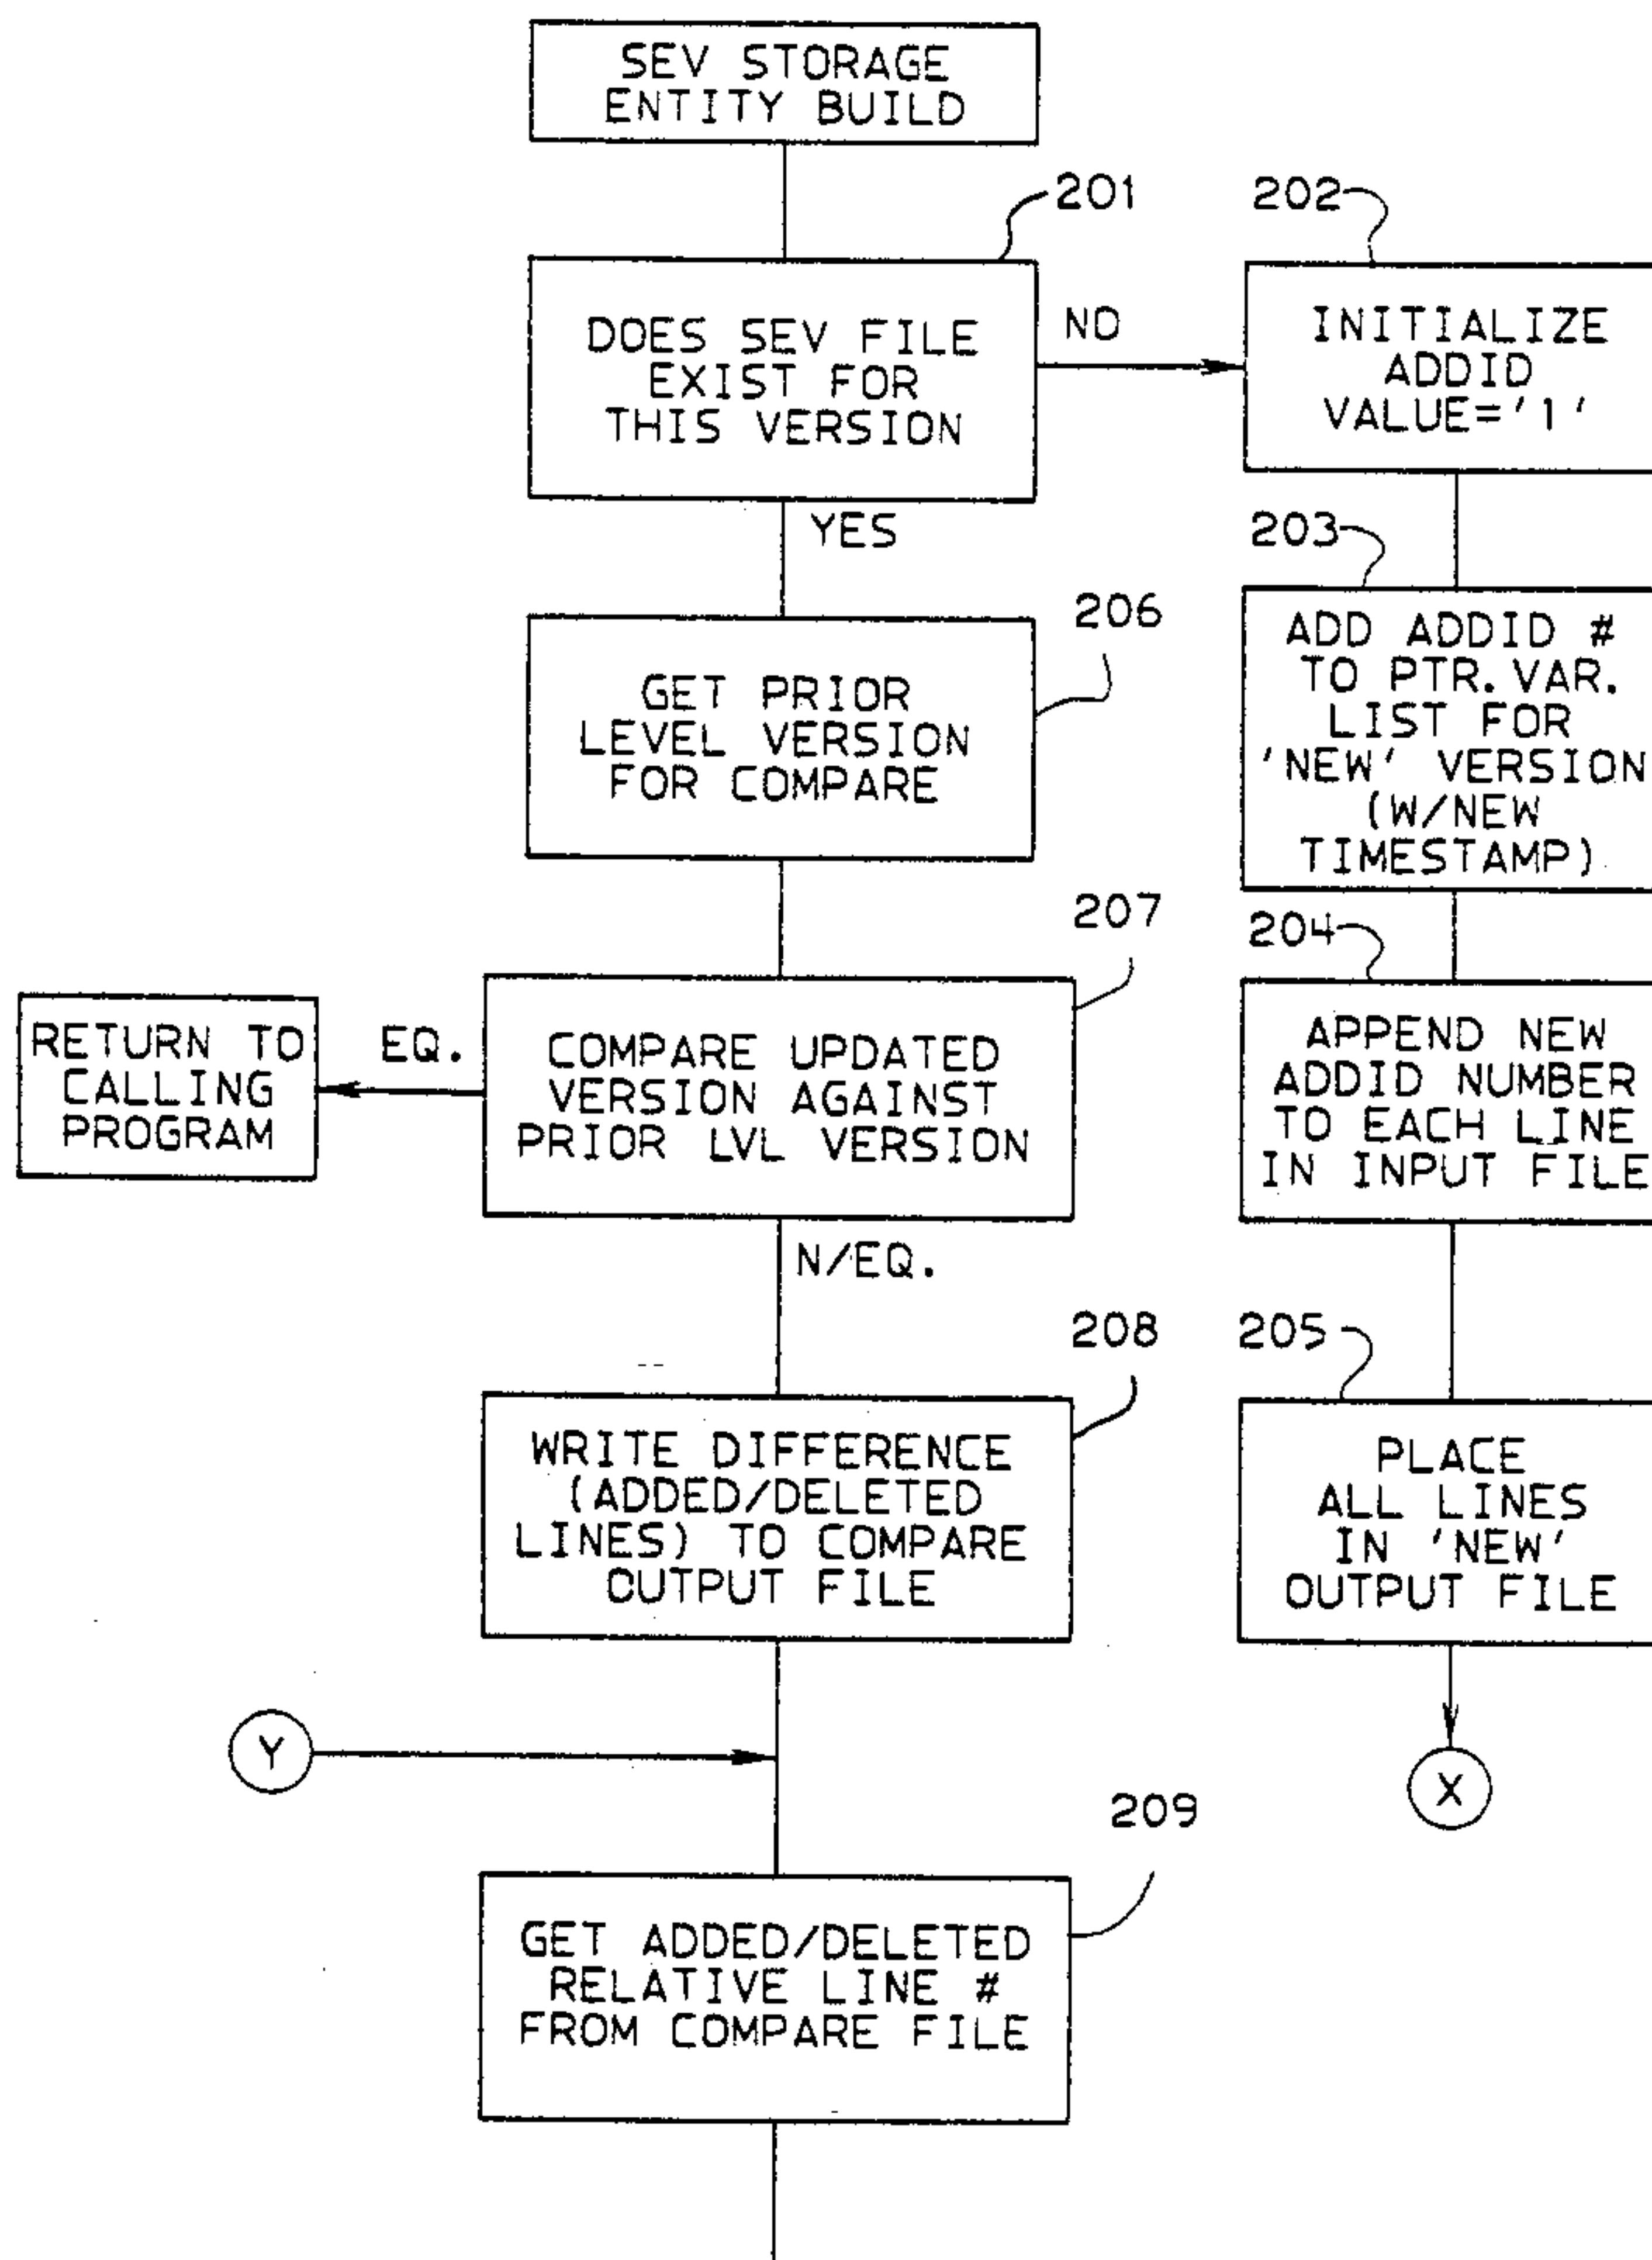 SEV STORAGE
ENTITY BUILD
201
202
DOES SEV FILE
EXIST FOR
THIS VERSION
NO
INITIALIZE
ADDID
VALUE='1'
YES
203
206
ADD ADDID #
TO PTR.VAR.
LIST FOR
'NEW' VERSION
(W/NEW
TIMESTAMP)
GET PRIOR
LEVEL VERSION
FOR COMPARE
207
204
RETURN TO
CALLING
PROGRAM
EQ.
COMPARE UPDATED
VERSION AGAINST
PRIOR LVL VERSION
APPEND NEW
ADDID NUMBER
TO EACH LINE
IN INPUT FILE
N/EQ.
208
205
WRITE DIFFERENCE
(ADDED/DELETED
LINES) TO COMPARE
OUTPUT FILE
PLACE
ALL LINES
IN 'NEW'
OUTPUT FILE
Y
X
209
GET ADDED/DELETED
RELATIVE LINE #
FROM COMPARE FILE